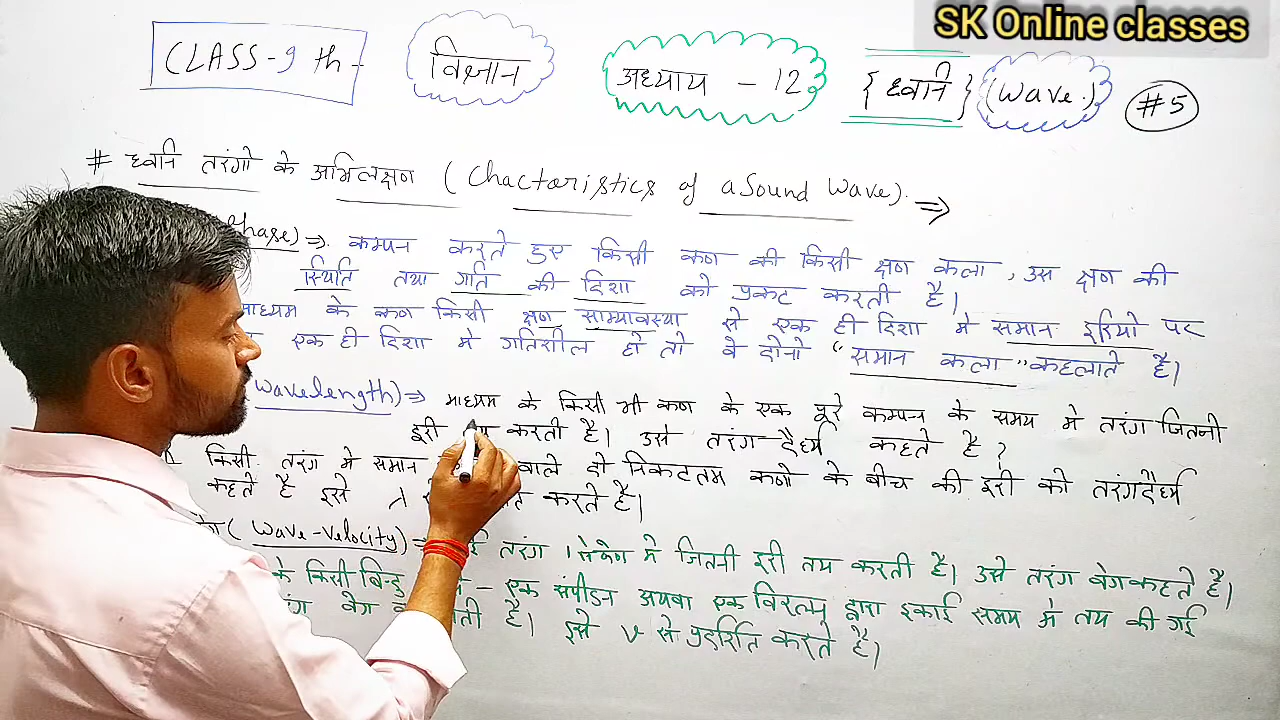 SK Online classes
CLASS-9 th - विज्ञान अध्याय - 12 {ध्वनि} (Wave.) #5
# ध्वनि तरंगो के अभिलक्षण (Chactaristics of a Sound Wave). ⇒
hase) ⇒. कम्पन करते हुए किसी कण की किसी क्षण कला, उस क्षण की
स्थिति तथा गति की दिशा को प्रकट करती है।
माध्यम के कण किसी क्षण साम्यावस्था से एक ही दिशा मे समान दुरियो पर
एक ही दिशा मे गतिशील हो तो वे दोनो "समान कला" कहलाते है।
Wavelength) ⇒ माध्यम के किसी भी कण के एक पूरे कम्पन के समय मे तरंग जितनी
दुरी करती है। उसे तरंग-दैर्ध्य कहते है ?
किसी तरंग मे समान वाले दो निकटतम कणो के बीच की दुरी को तरंगदैर्ध्य
कहते है इसे λ करते है।
(Wave-velocity) = तरंग 1 सेकेण्ड मे जितनी दुरी तय करती है। उसे तरंग वेग कहते है।
के किसी बिन्दु - एक संपीडन अथवा एक विरलन द्वारा इकाई समय मे तय की गई
वेग है। इसे v से प्रदर्शित करते है।